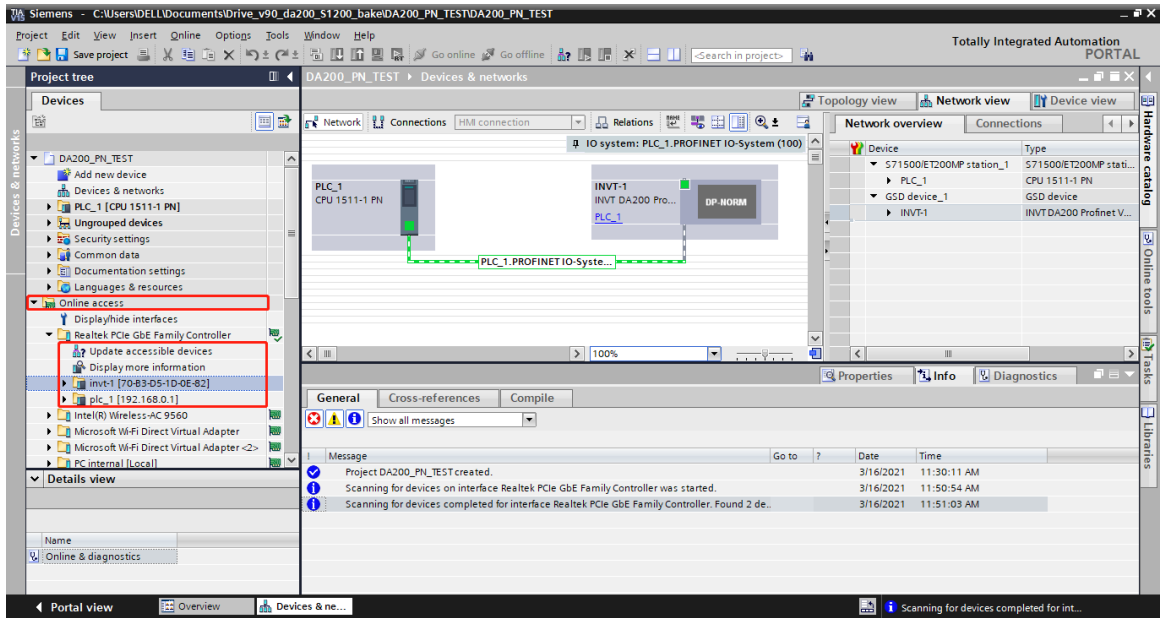 Siemens - C:\Users\DELL\Documents\Drive_v90_da200_S1200_bake\DA200_PN_TEST\DA200_PN_TEST
Project Edit View Insert Online Options Tools Window Help
Totally Integrated Automation
PORTAL
Save project Go online Go offline <Search in project>
Project tree
DA200_PN_TEST Devices & networks
Devices
Topology view Network view Device view
Network Connections HMI connection Relations
Network overview Connections
IO system: PLC_1.PROFINET IO-System (100)
Device Type
DA200_PN_TEST
Add new device
Devices & networks
PLC_1 [CPU 1511-1 PN]
Ungrouped devices
Security settings
Common data
Documentation settings
Languages & resources
Online access
Display/hide interfaces
Realtek PCIe GbE Family Controller
Update accessible devices
Display more information
invt-1 [70-B3-D5-1D-0E-82]
plc_1 [192.168.0.1]
Intel(R) Wireless-AC 9560
Microsoft Wi-Fi Direct Virtual Adapter
Microsoft Wi-Fi Direct Virtual Adapter <2>
PC internal [Local]
PLC_1
CPU 1511-1 PN
INVT-1
INVT DA200 Pro...
PLC_1
DP-NORM
PLC_1.PROFINET IO-Syste...
S71500/ET200MP station_1 S71500/ET200MP stati...
PLC_1 CPU 1511-1 PN
GSD device_1 GSD device
INVT-1 INVT DA200 Profinet V...
100%
Properties Info Diagnostics
General Cross-references Compile
Show all messages
! Message Go to ? Date Time
Project DA200_PN_TEST created. 3/16/2021 11:30:11 AM
Scanning for devices on interface Realtek PCIe GbE Family Controller was started. 3/16/2021 11:50:54 AM
Scanning for devices completed for interface Realtek PCIe GbE Family Controller. Found 2 de.. 3/16/2021 11:51:03 AM
Details view
Name
Online & diagnostics
Devices & networks
Hardware catalog
Online tools
Tasks
Libraries
Portal view Overview Devices & ne...
Scanning for devices completed for int...